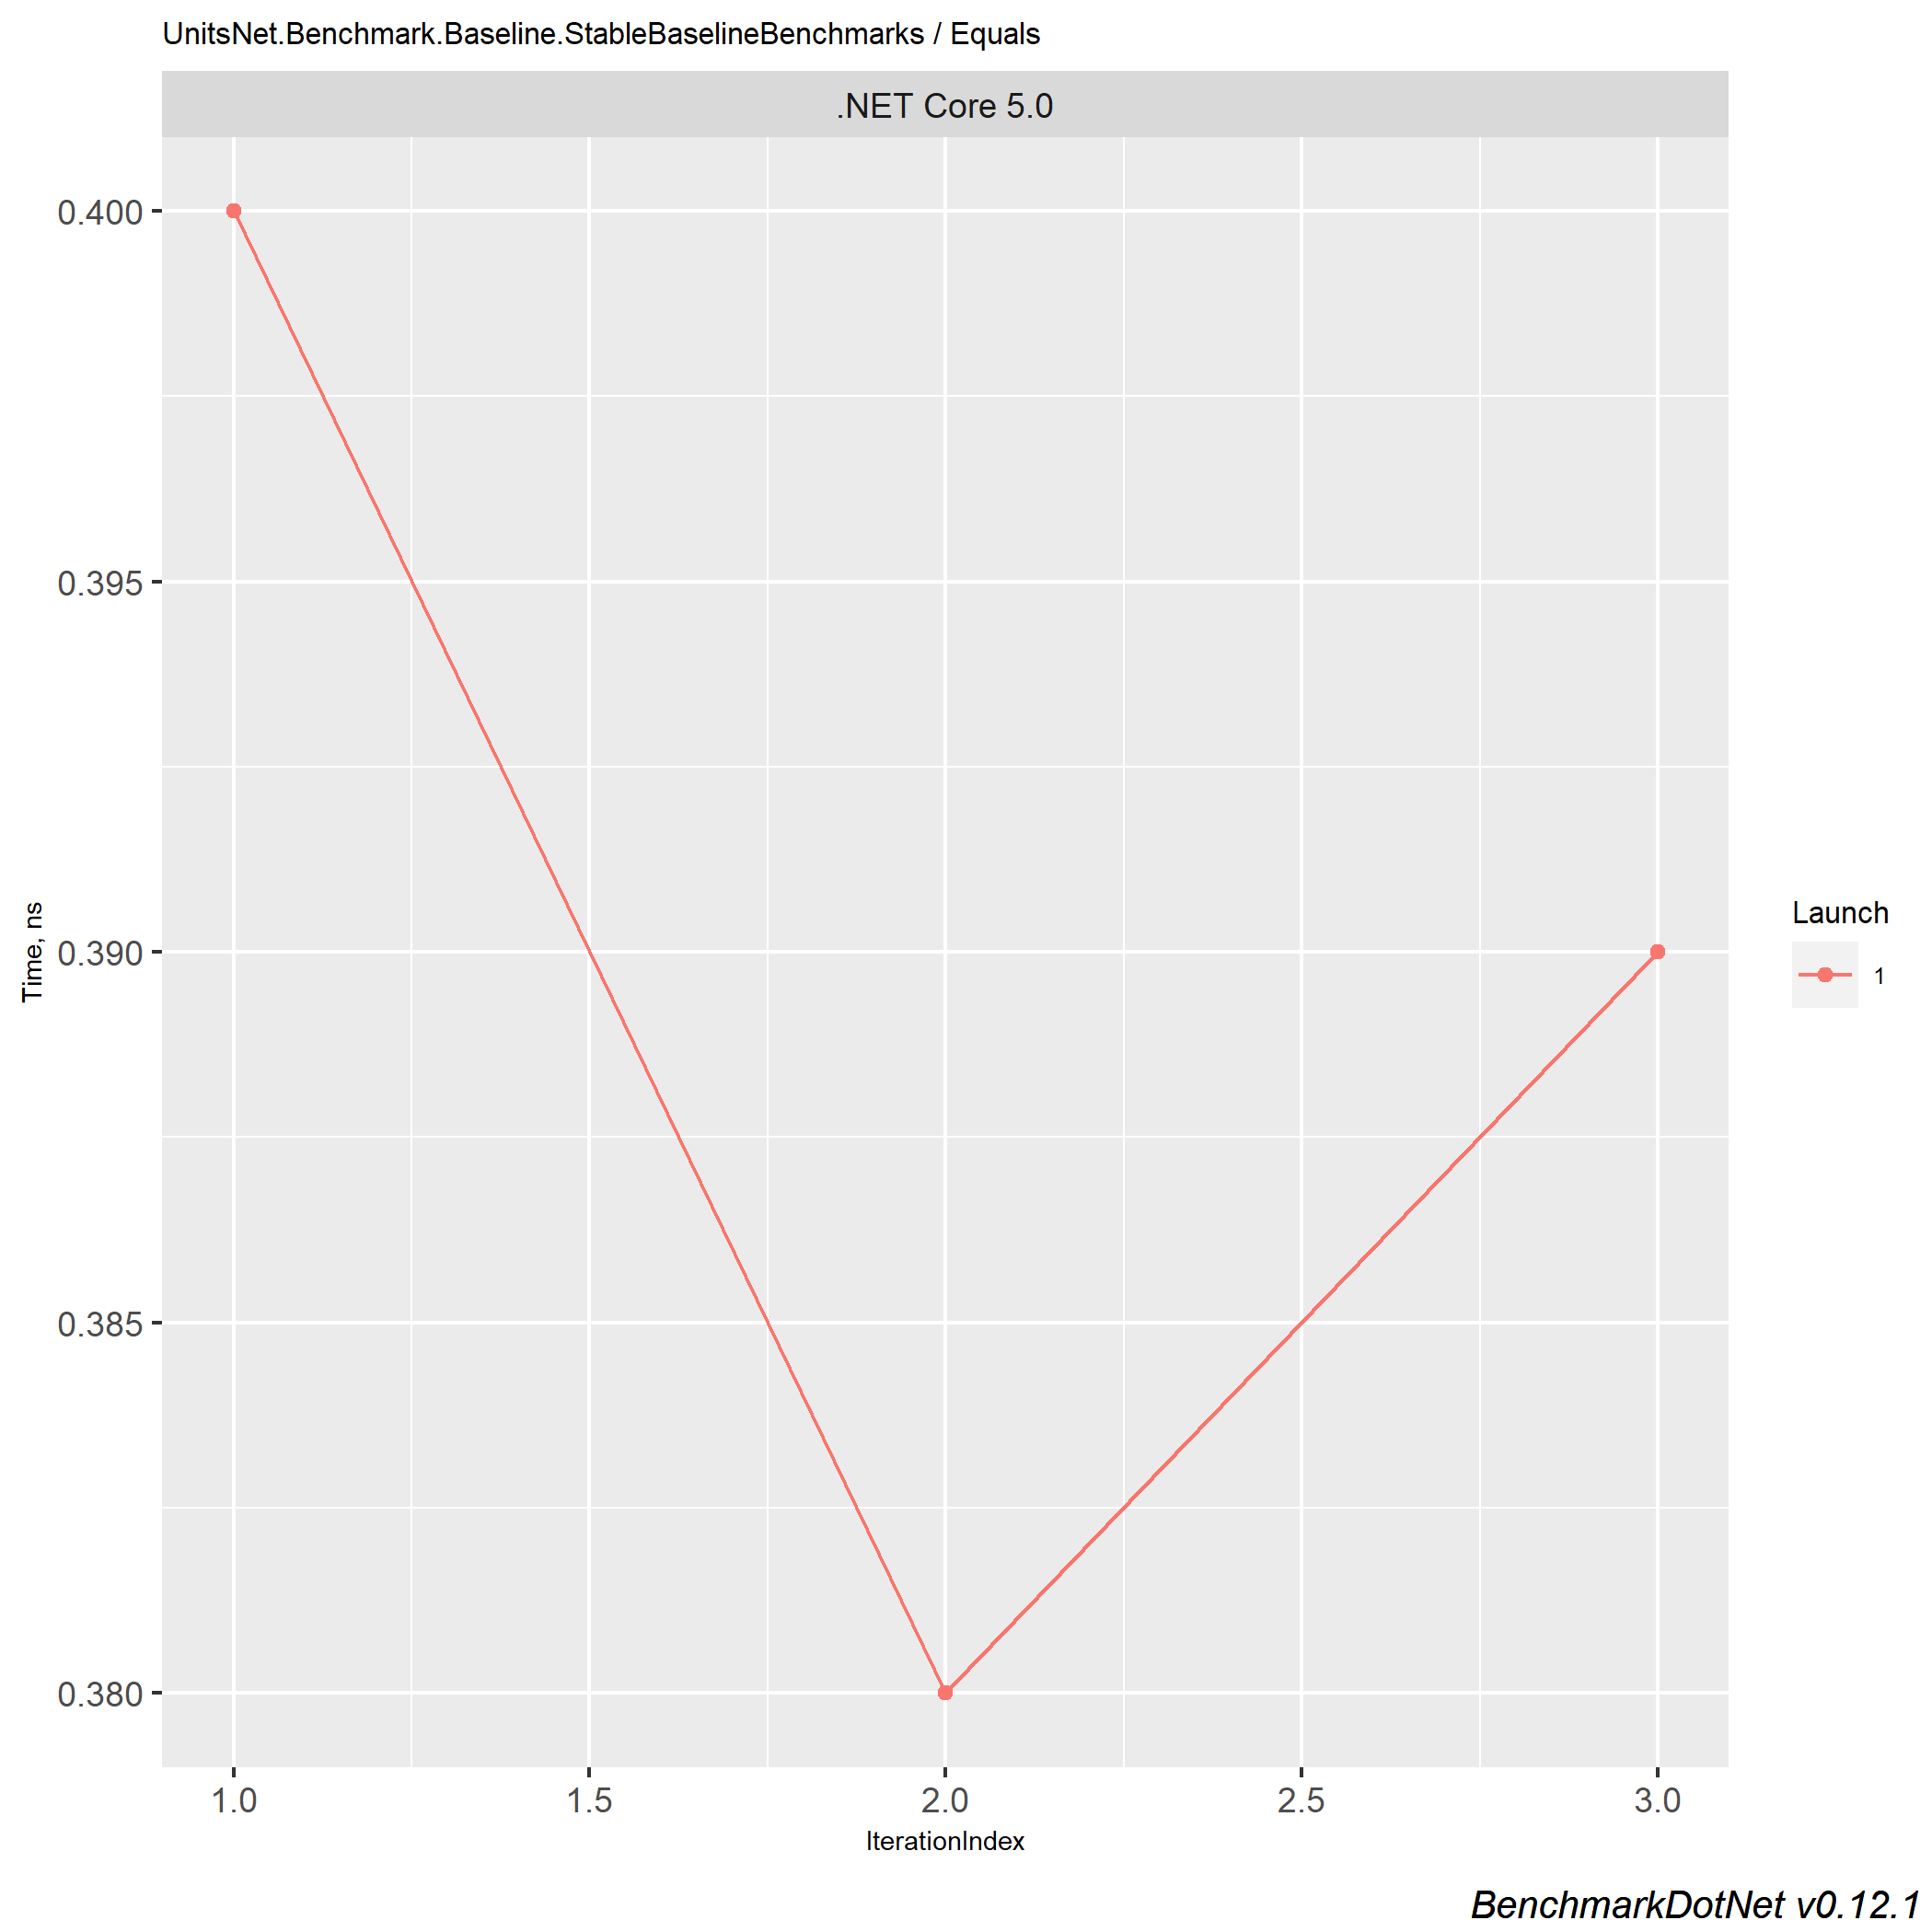 UnitsNet.Benchmark.Baseline.StableBaselineBenchmarks / Equals
.NET Core 5.0
0.400
0.395
0.390
0.385
0.380
Time, ns
1.0 1.5 2.0 2.5 3.0
IterationIndex
Launch
1
BenchmarkDotNet v0.12.1